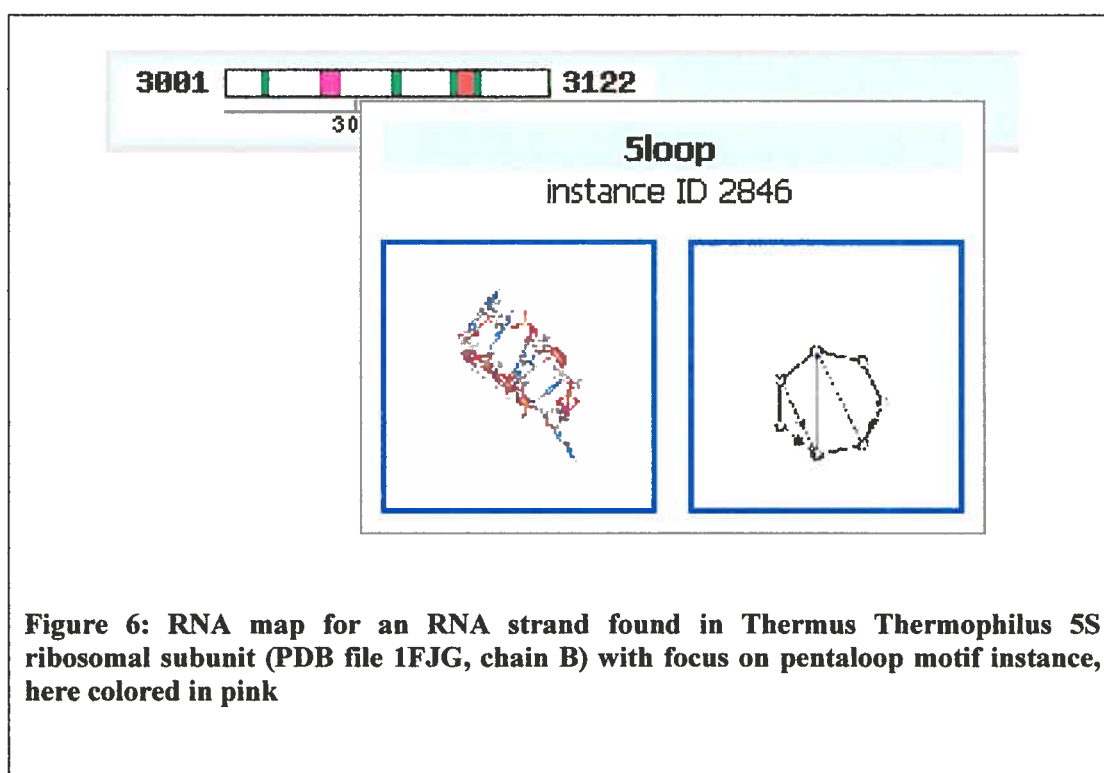 3001 3122
30
5loop
instance ID 2846
Figure 6: RNA map for an RNA strand found in Thermus Thermophilus 5S
ribosomal subunit (PDB file 1FJG, chain B) with focus on pentaloop motif instance,
here colored in pink